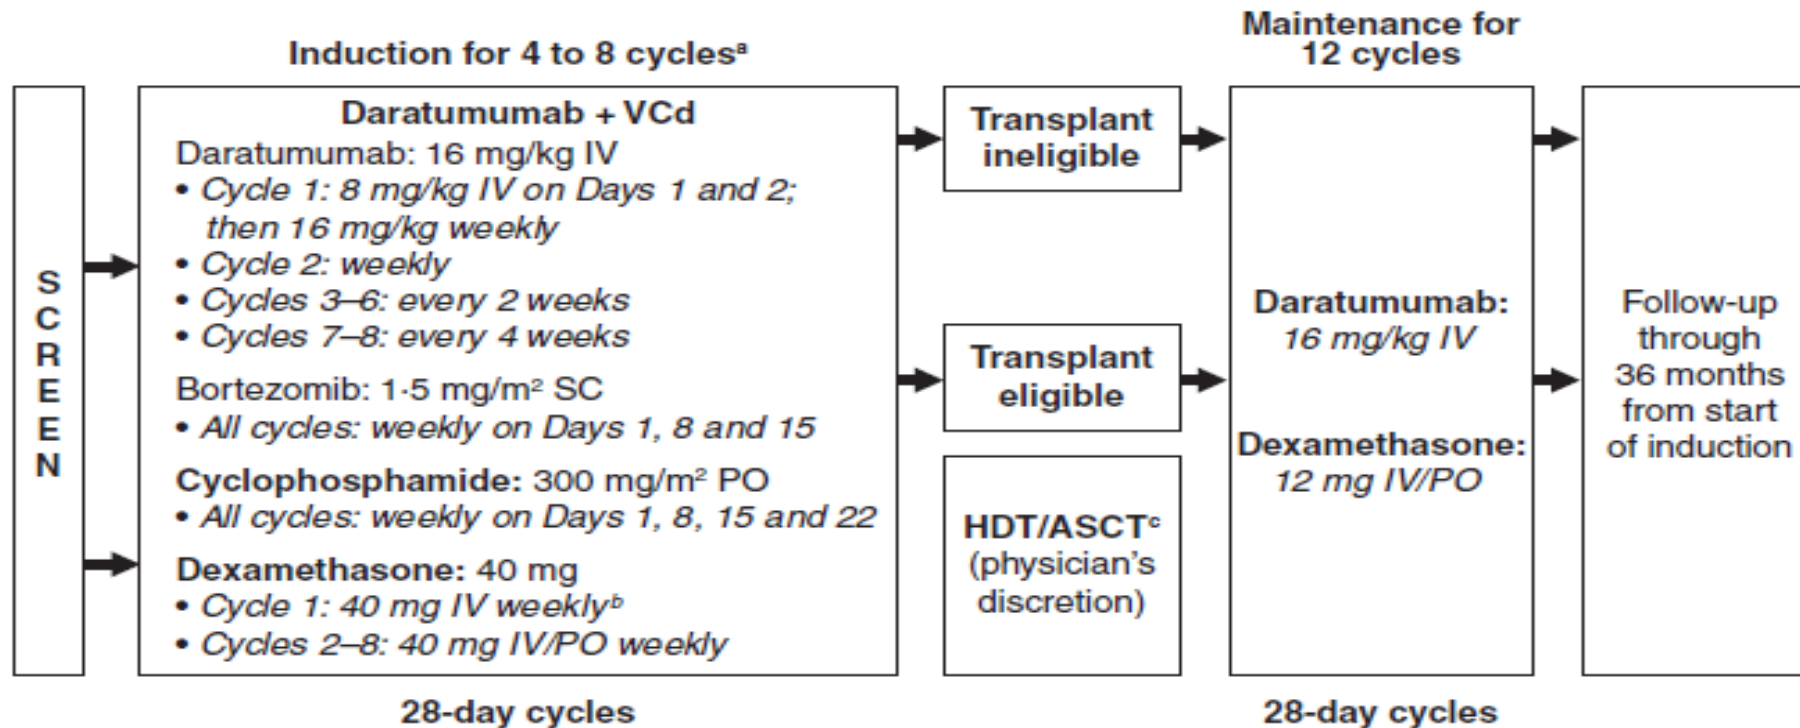 Induction for 4 to 8 cyclesᵃ
Maintenance for
12 cycles
SCREEN
Daratumumab + VCd
Daratumumab: 16 mg/kg IV
• Cycle 1: 8 mg/kg IV on Days 1 and 2;
then 16 mg/kg weekly
• Cycle 2: weekly
• Cycles 3–6: every 2 weeks
• Cycles 7–8: every 4 weeks
Bortezomib: 1·5 mg/m² SC
• All cycles: weekly on Days 1, 8 and 15
Cyclophosphamide: 300 mg/m² PO
• All cycles: weekly on Days 1, 8, 15 and 22
Dexamethasone: 40 mg
• Cycle 1: 40 mg IV weeklyᵇ
• Cycles 2–8: 40 mg IV/PO weekly
28-day cycles
Transplant
ineligible
Transplant
eligible
HDT/ASCTᶜ
(physician's
discretion)
Daratumumab:
16 mg/kg IV
Dexamethasone:
12 mg IV/PO
28-day cycles
Follow-up
through
36 months
from start
of induction